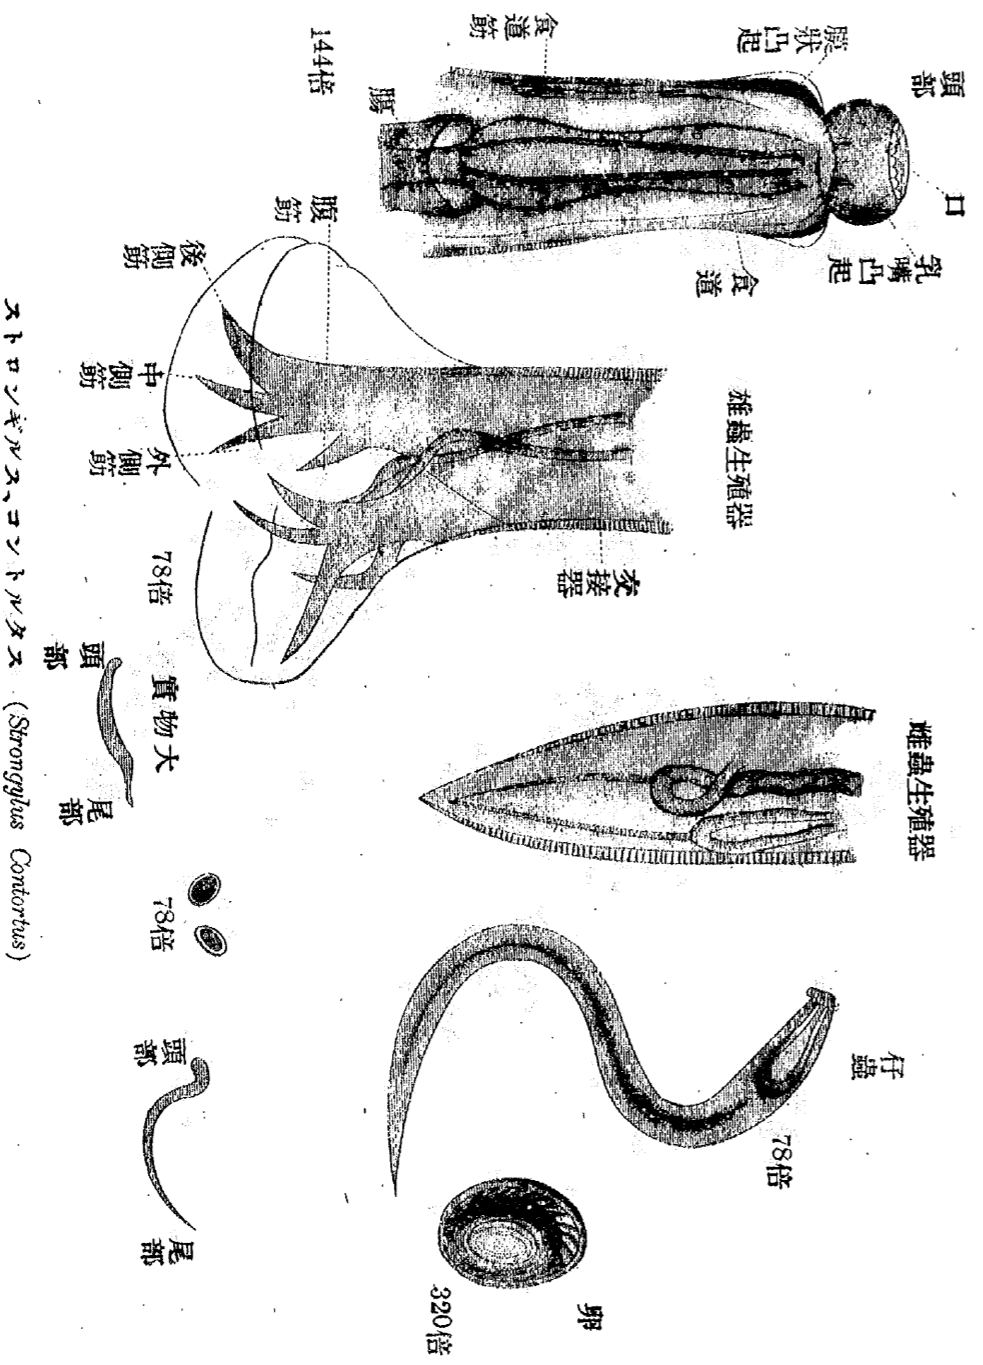 頭部
口
乳嘴凸起
膜狀凸起
食道筋
食道
腸
144倍
雄蟲生殖器
腹筋
後側筋
中側筋
外側筋
交接器
78倍
雌蟲生殖器
仔蟲
78倍
卵
320倍
實物大
頭部
尾部
78倍
頭部
尾部
ストロンギルス、コントルタス (Strongylus Contortus)